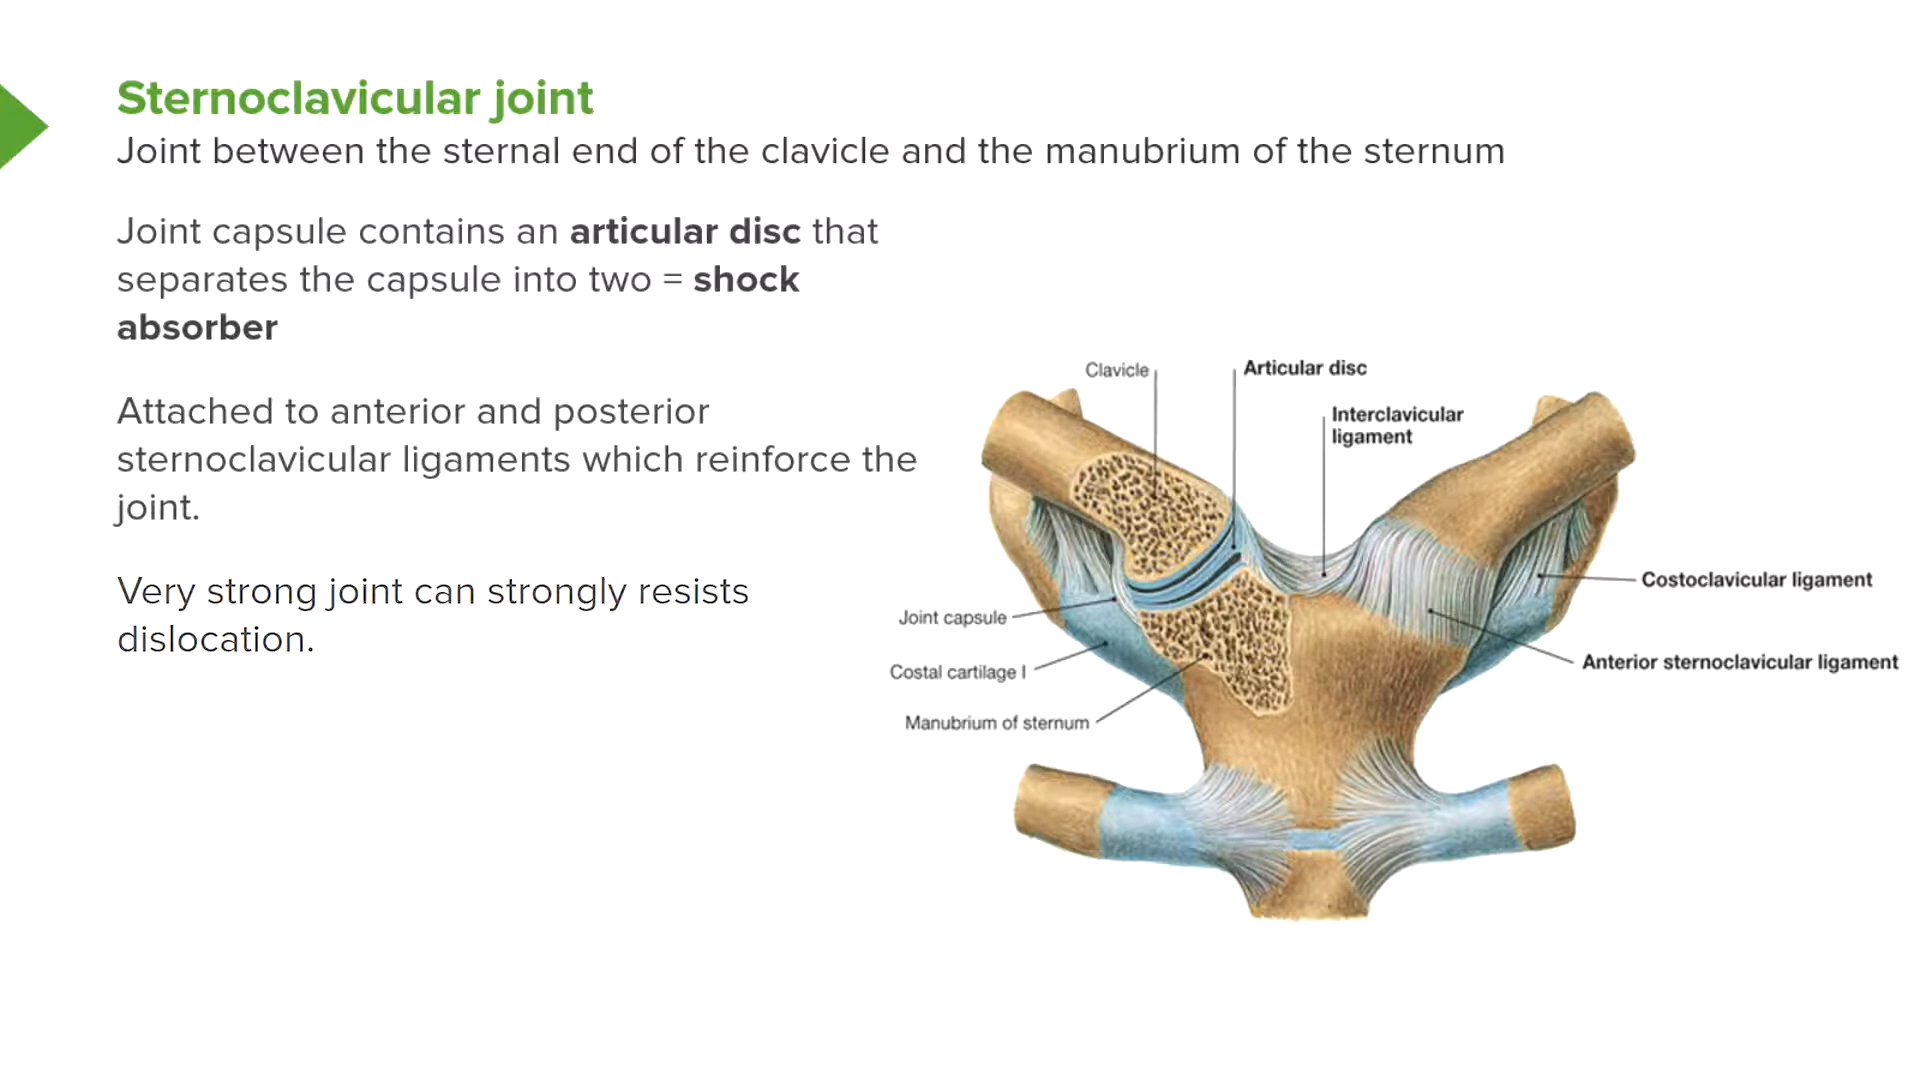 Sternoclavicular joint
Joint between the sternal end of the clavicle and the manubrium of the sternum
Joint capsule contains an articular disc that
separates the capsule into two = shock
absorber
Attached to anterior and posterior
sternoclavicular ligaments which reinforce the
joint.
Very strong joint can strongly resists
dislocation.
Clavicle
Articular disc
Interclavicular
ligament
Costoclavicular ligament
Joint capsule
Anterior sternoclavicular ligament
Costal cartilage I
Manubrium of sternum